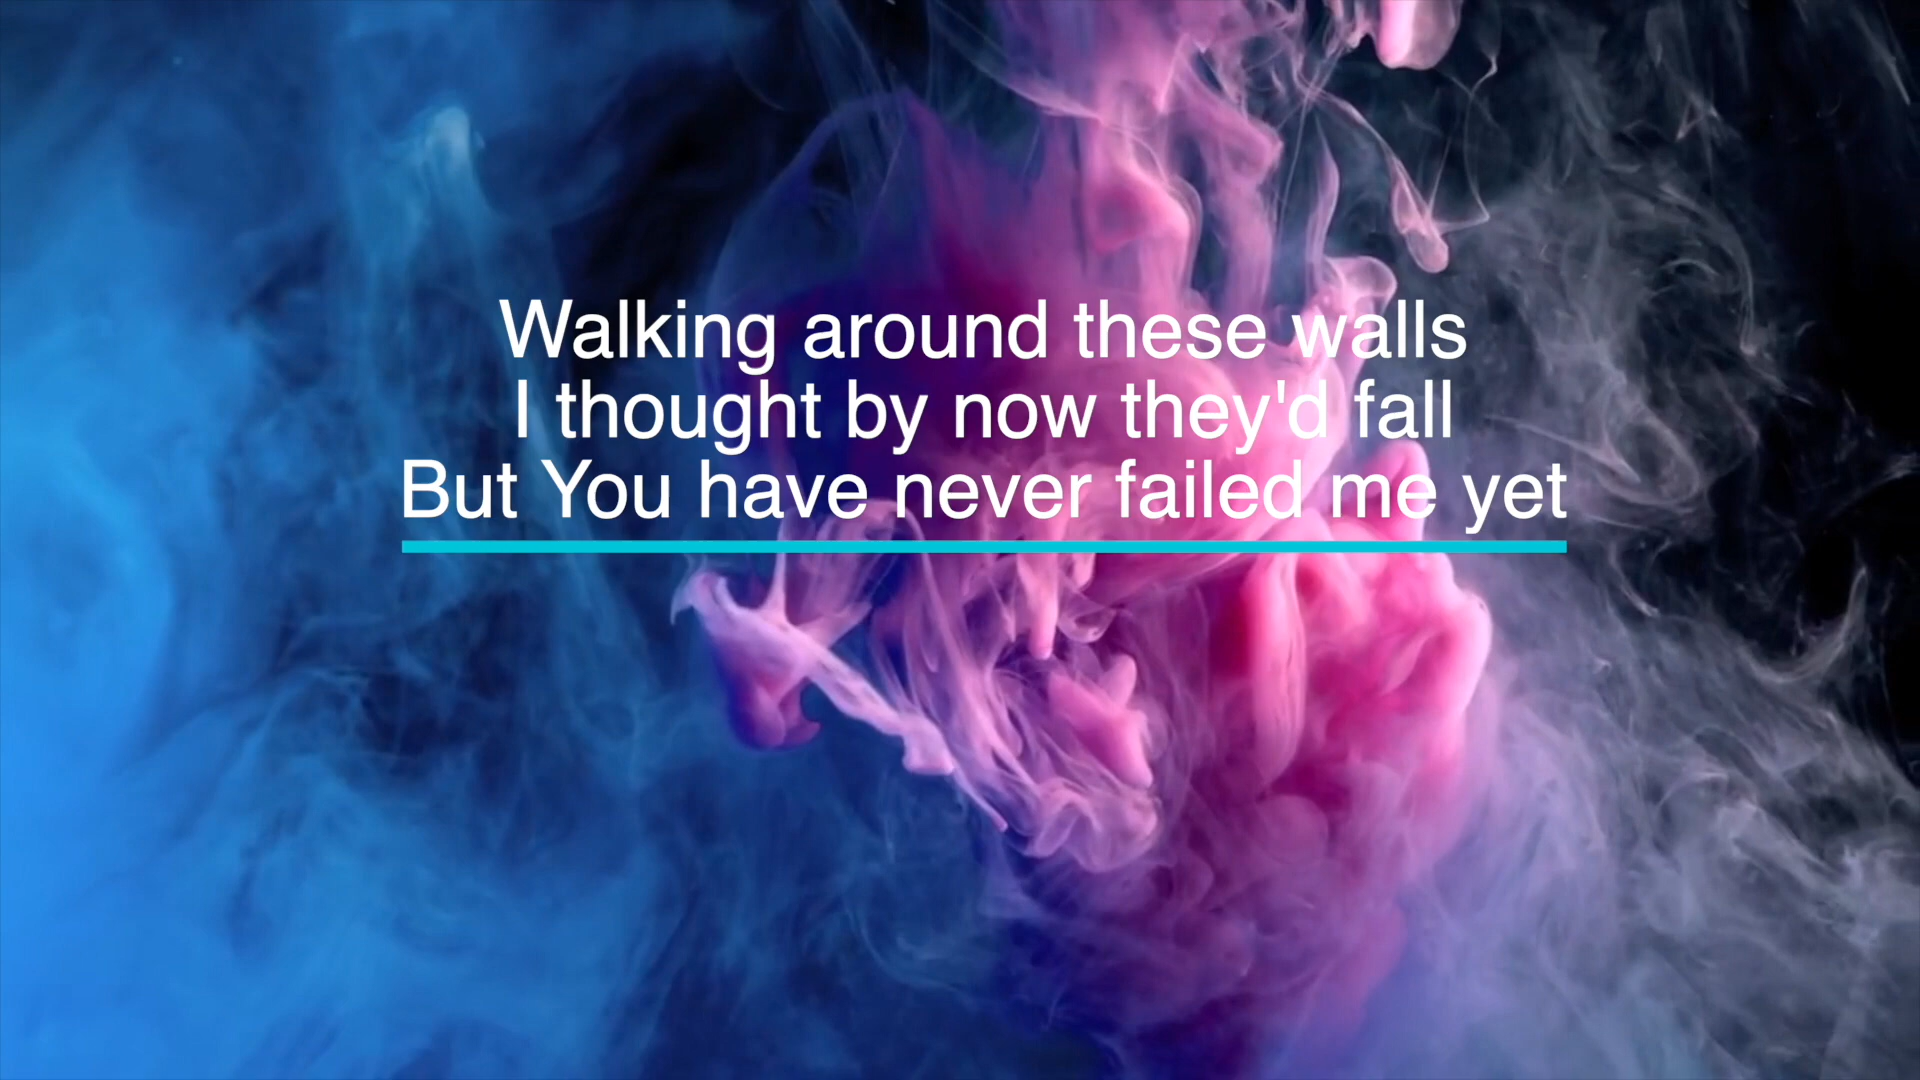 Walking around these walls
I thought by now they'd fall
But You have never failed me yet